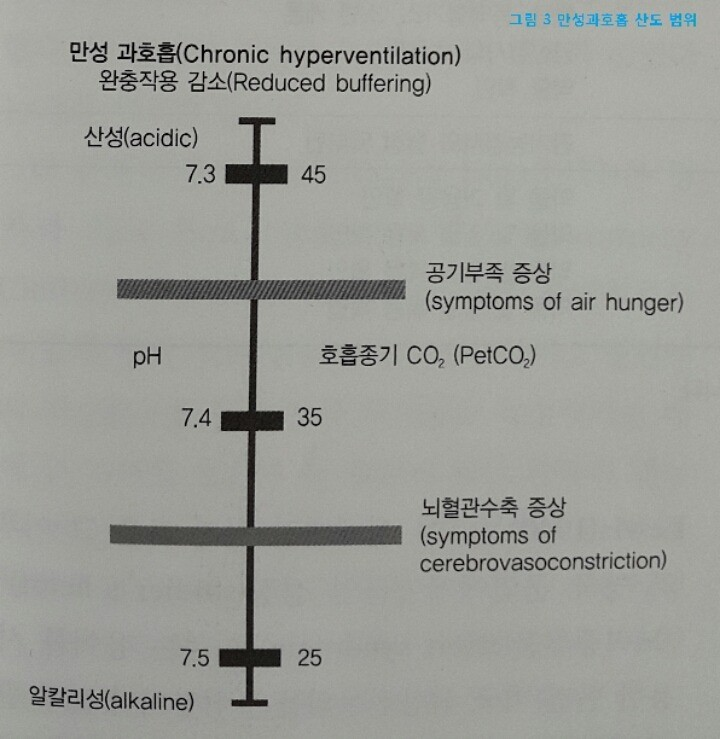 그림 3 만성과호흡 산도 범위
만성 과호흡(Chronic hyperventilation)
완충작용 감소(Reduced buffering)
산성(acidic)
7.3 45
공기부족 증상
(symptoms of air hunger)
pH 호흡종기 CO₂ (PetCO₂)
7.4 35
뇌혈관수축 증상
(symptoms of
cerebrovasoconstriction)
7.5 25
알칼리성(alkaline)